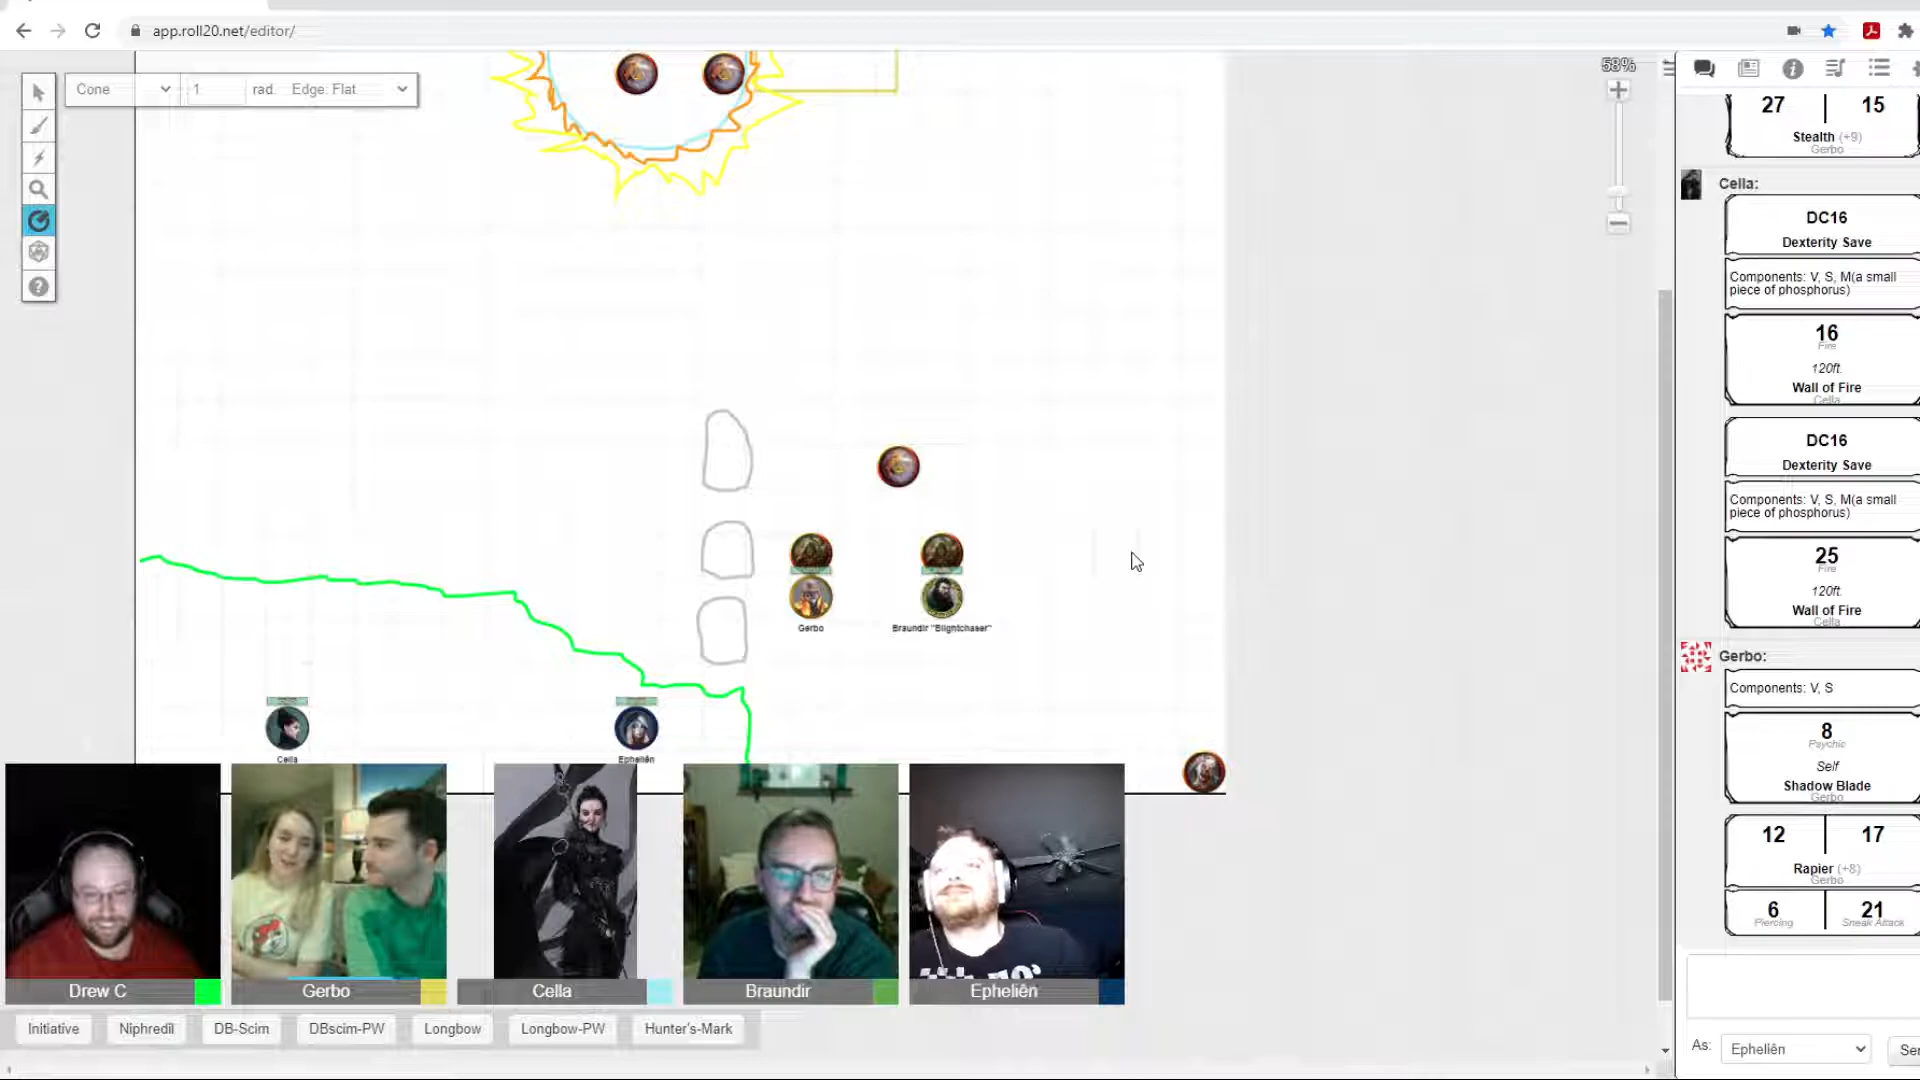 app.roll20.net/editor/
Cone
1
rad.
Edge: Flat
58%
27
15
Stealth (+9)
Gerbo
Cella:
DC16
Dexterity Save
Components: V, S, M(a small
piece of phosphorus)
16
Fire
120ft.
Wall of Fire
Cella
DC16
Dexterity Save
Components: V, S, M(a small
piece of phosphorus)
25
Fire
120ft.
Wall of Fire
Cella
Gerbo:
Components: V, S
8
Psychic
Self
Shadow Blade
Gerbo
12
17
Rapier (+8)
Gerbo
6
21
Piercing
Sneak Attack
Gerbo
Braundir "Blightchaser"
Cella
Epheliên
Drew C
Gerbo
Cella
Braundir
Epheliên
Initiative
Niphredil
DB-Scim
DBscim-PW
Longbow
Longbow-PW
Hunter's-Mark
As:
Epheliên
Sen